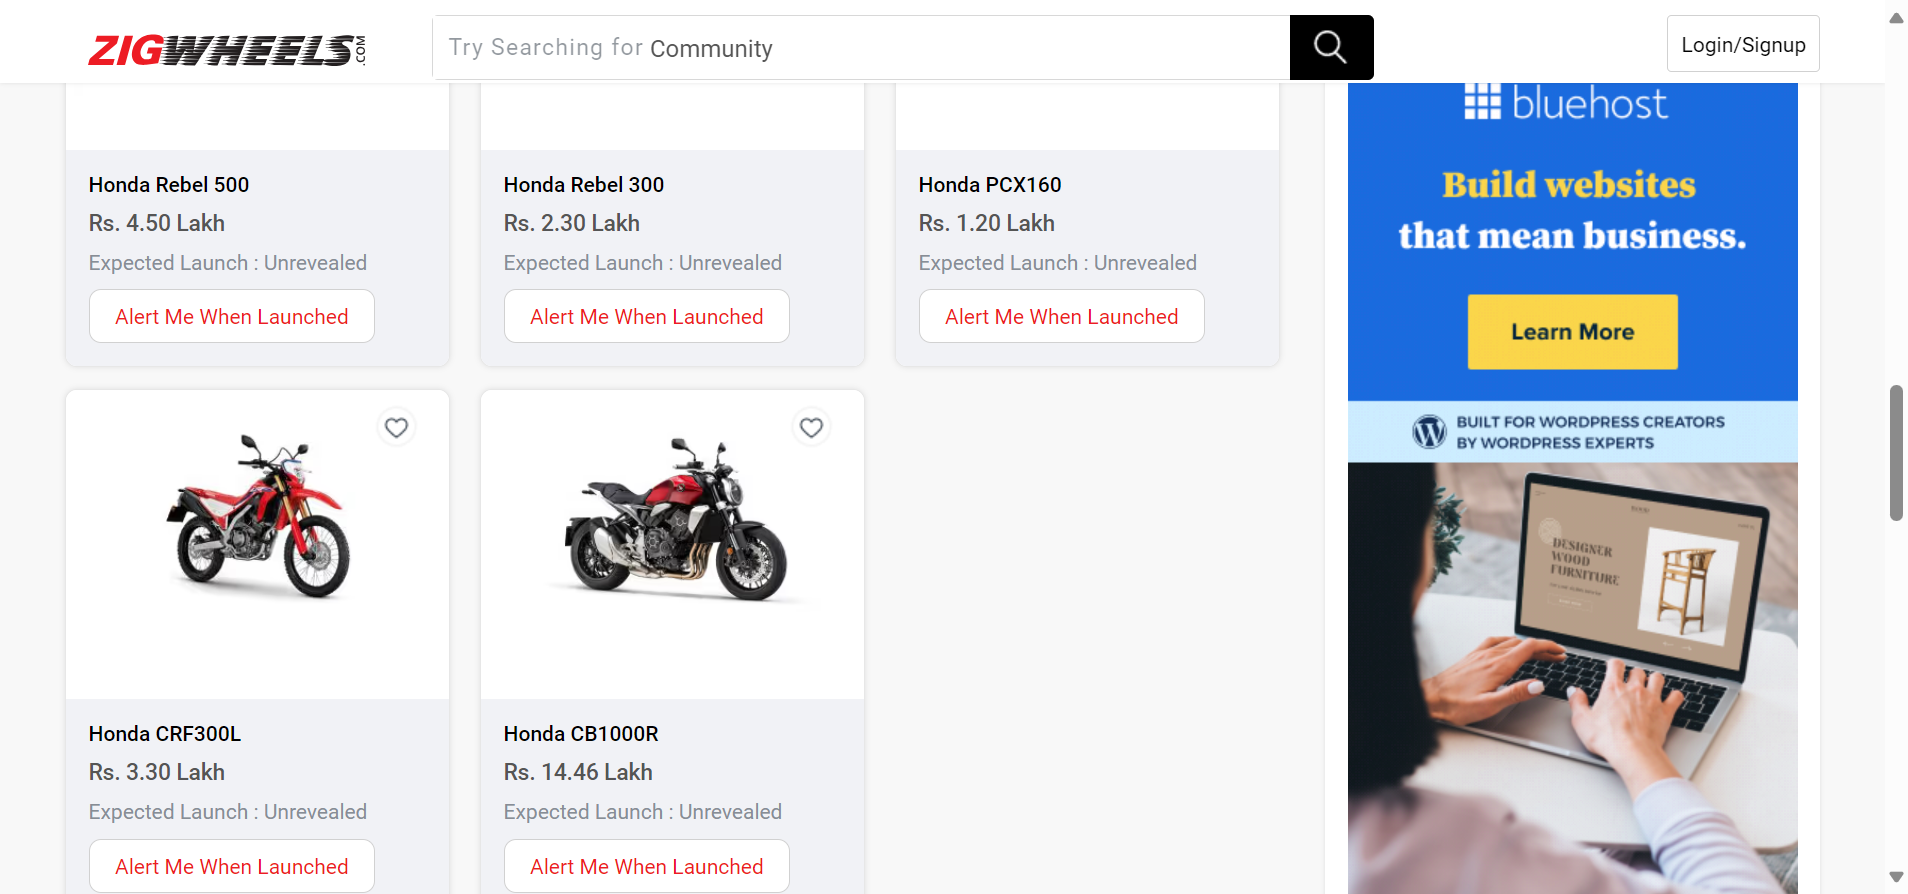 ZIGWHEELS.COM
Try Searching for Community
Login/Signup
Honda Rebel 500
Rs. 4.50 Lakh
Expected Launch : Unrevealed
Alert Me When Launched
Honda Rebel 300
Rs. 2.30 Lakh
Expected Launch : Unrevealed
Alert Me When Launched
Honda PCX160
Rs. 1.20 Lakh
Expected Launch : Unrevealed
Alert Me When Launched
Honda CRF300L
Rs. 3.30 Lakh
Expected Launch : Unrevealed
Alert Me When Launched
Honda CB1000R
Rs. 14.46 Lakh
Expected Launch : Unrevealed
Alert Me When Launched
bluehost
Build websites
that mean business.
Learn More
BUILT FOR WORDPRESS CREATORS
BY WORDPRESS EXPERTS
DESIGNER
WOOD
FURNITURE